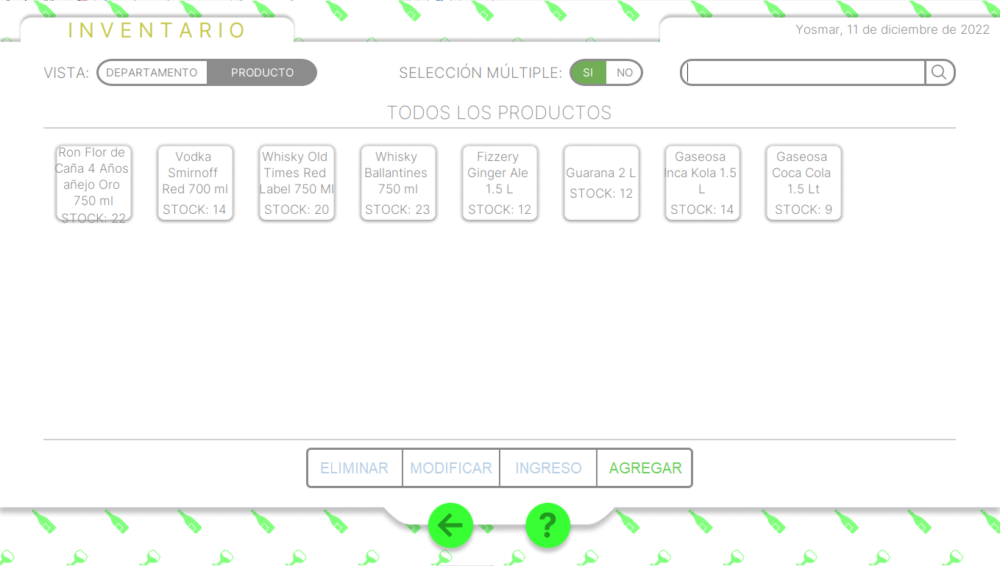 INVENTARIO
Yosmar, 11 de diciembre de 2022
VISTA: DEPARTAMENTO PRODUCTO SELECCIÓN MÚLTIPLE: SI NO
TODOS LOS PRODUCTOS
Ron Flor de
Caña 4 Años
añejo Oro
750 ml
STOCK: 22
Vodka
Smirnoff
Red 700 ml
STOCK: 14
Whisky Old
Times Red
Label 750 Ml
STOCK: 20
Whisky
Ballantines
750 ml
STOCK: 23
Fizzery
Ginger Ale
1.5 L
STOCK: 12
Guarana 2 L
STOCK: 12
Gaseosa
Inca Kola 1.5
L
STOCK: 14
Gaseosa
Coca Cola
1.5 Lt
STOCK: 9
ELIMINAR MODIFICAR INGRESO AGREGAR
?